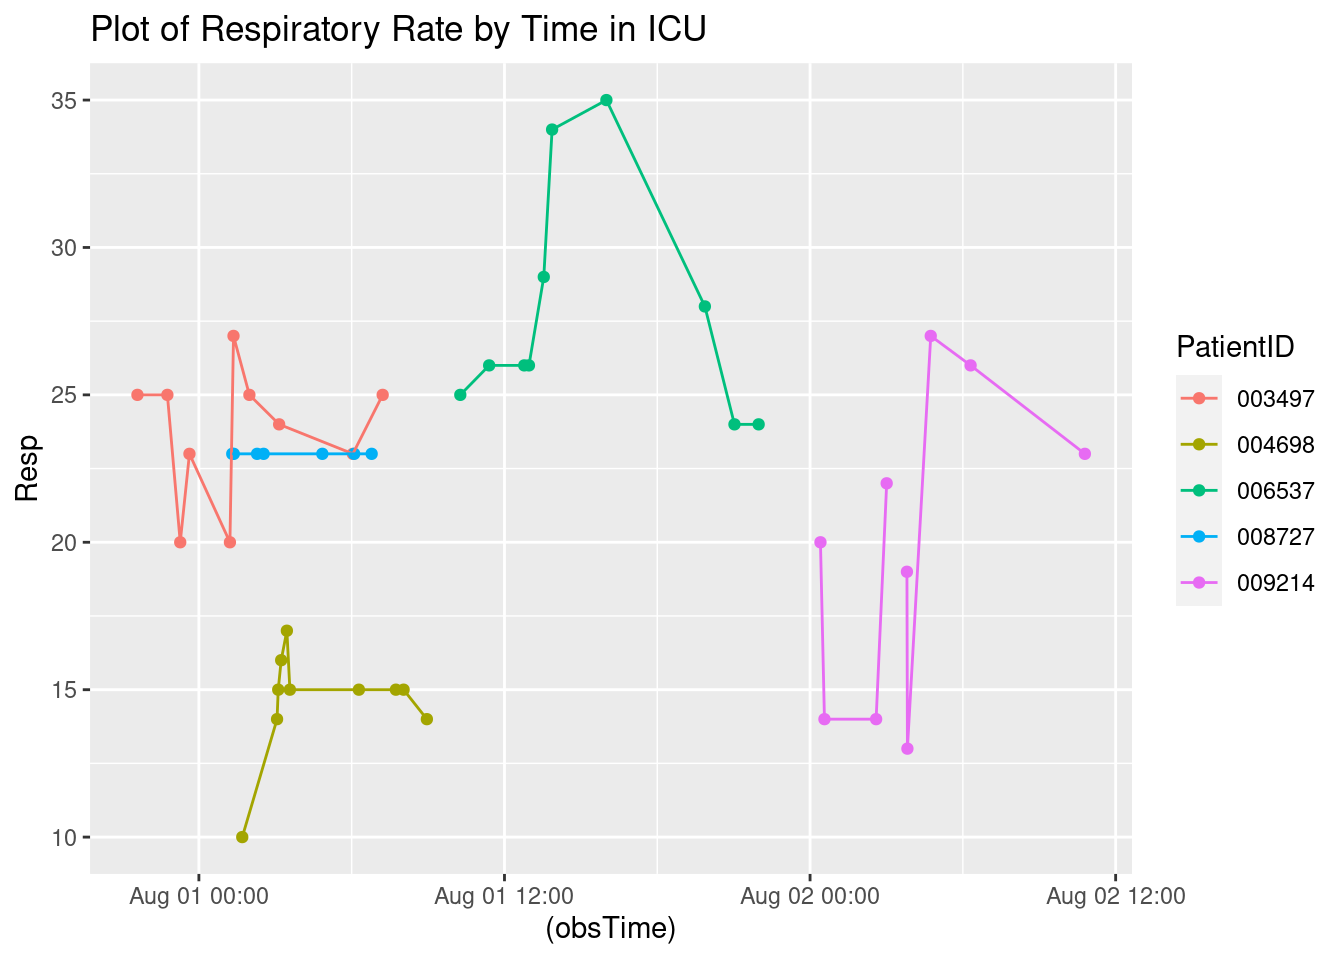 Plot of Respiratory Rate by Time in ICU
35
30
25
20
15
10
Resp
Aug 01 00:00
Aug 01 12:00
Aug 02 00:00
Aug 02 12:00
(obsTime)
PatientID
003497
004698
006537
008727
009214